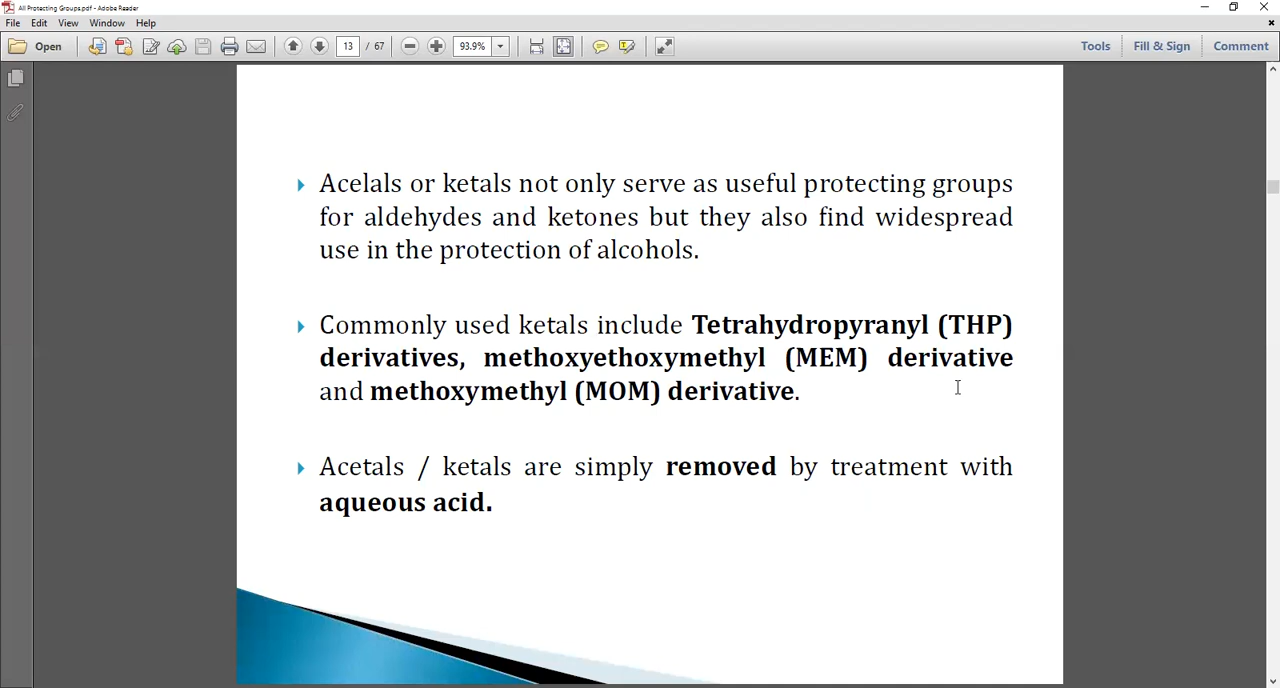 All Protecting Groups.pdf - Adobe Reader
File Edit View Window Help
Open 13 / 67 93.9% Tools Fill & Sign Comment
Acelals or ketals not only serve as useful protecting groups
for aldehydes and ketones but they also find widespread
use in the protection of alcohols.
Commonly used ketals include Tetrahydropyranyl (THP)
derivatives, methoxyethoxymethyl (MEM) derivative
and methoxymethyl (MOM) derivative.
Acetals / ketals are simply removed by treatment with
aqueous acid.